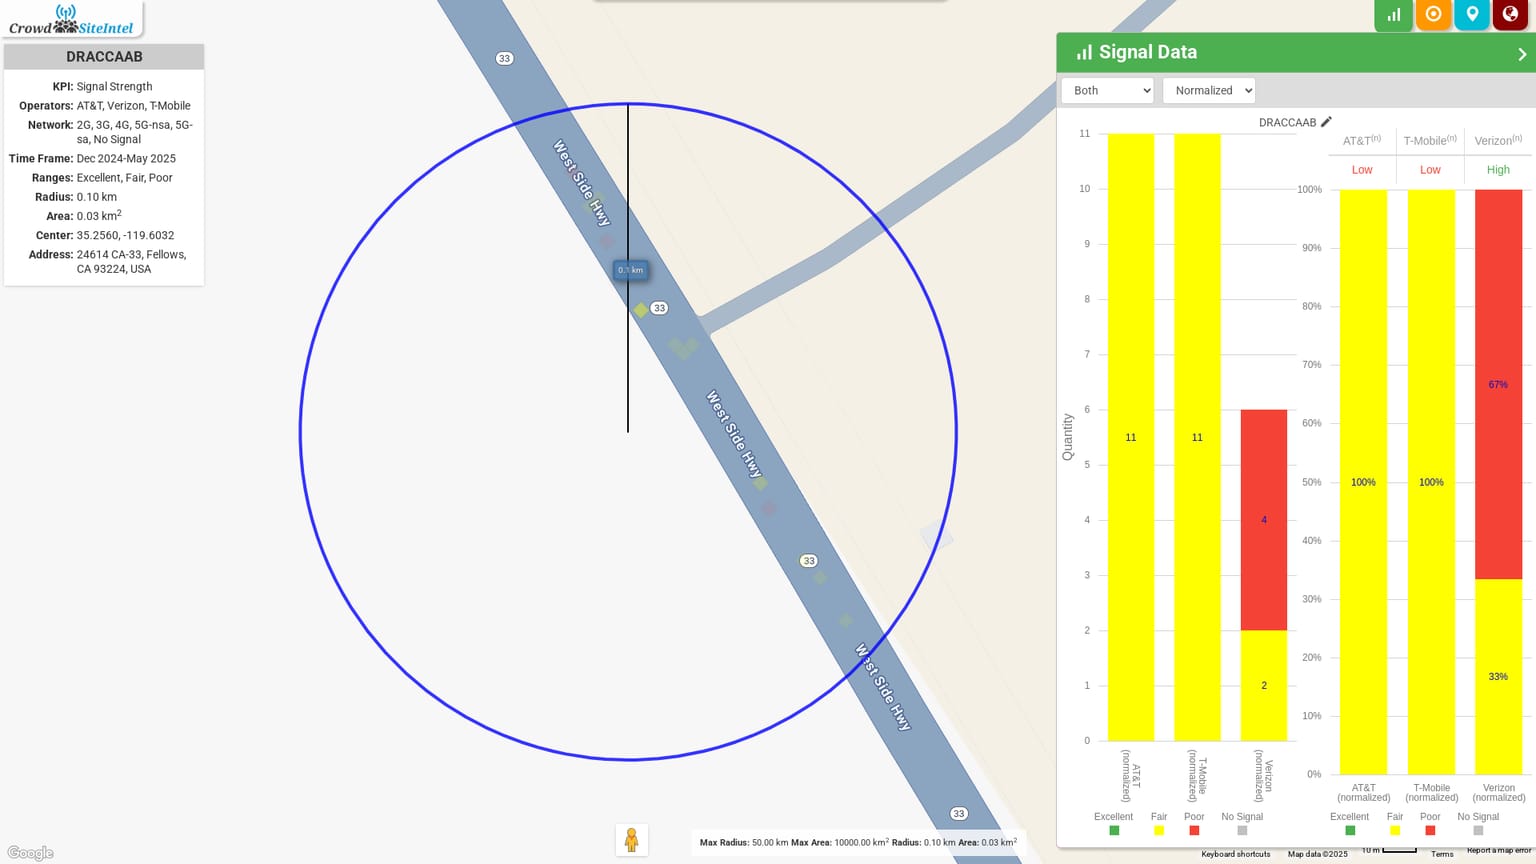 Crowd SiteIntel
DRACCAAB
KPI: Signal Strength
Operators: AT&T, Verizon, T-Mobile
Network: 2G, 3G, 4G, 5G-nsa, 5G-
sa, No Signal
Time Frame: Dec 2024-May 2025
Ranges: Excellent, Fair, Poor
Radius: 0.10 km
Area: 0.03 km²
Center: 35.2560, -119.6032
Address: 24614 CA-33, Fellows,
CA 93224, USA
33
West Side Hwy
0.1 km
33
West Side Hwy
33
West Side Hwy
33
Google
Max Radius: 50.00 km Max Area: 10000.00 km² Radius: 0.10 km Area: 0.03 km²
Signal Data
Both
Normalized
DRACCAAB
AT&T(n) T-Mobile(n) Verizon(n)
Low Low High
Quantity
11
10
9
8
7
6
5
4
3
2
1
0
11
11
4
2
AT&T
(normalized)
T-Mobile
(normalized)
Verizon
(normalized)
Excellent Fair Poor No Signal
100%
90%
80%
70%
60%
50%
40%
30%
20%
10%
0%
100%
100%
67%
33%
AT&T
(normalized)
T-Mobile
(normalized)
Verizon
(normalized)
Excellent Fair Poor No Signal
Keyboard shortcuts Map data ©2025 10 m Terms Report a map error